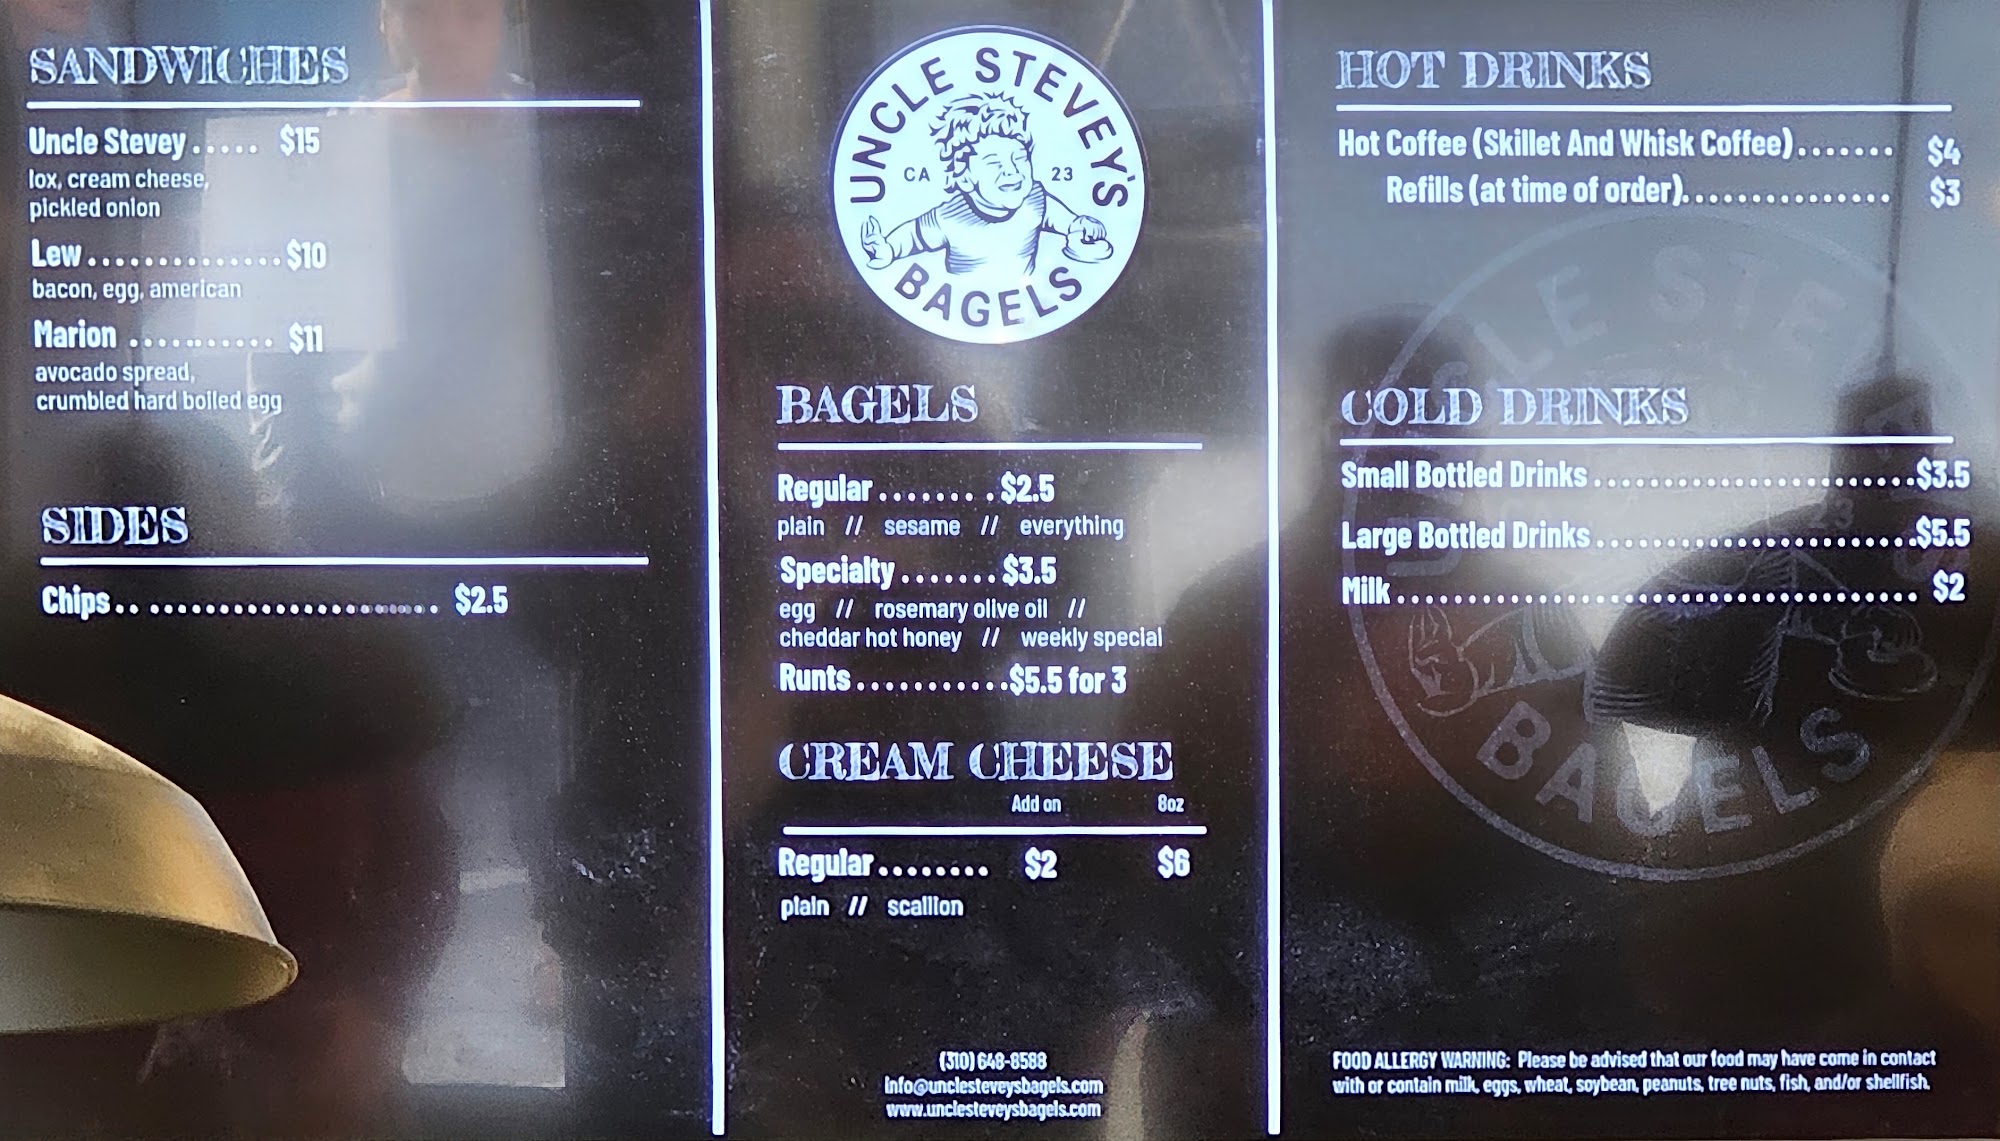 SANDWICHES
Uncle Stevey ..... $15
lox, cream cheese,
pickled onion
Lew .............. $10
bacon, egg, american
Marion ........... $11
avocado spread,
crumbled hard boiled egg
SIDES
Chips.. ..................... $2.5
UNCLE STEVEY'S
CA 23
BAGELS
BAGELS
Regular ........ $2.5
plain // sesame // everything
Specialty ....... $3.5
egg // rosemary olive oil //
cheddar hot honey // weekly special
Runts ........... $5.5 for 3
CREAM CHEESE
Add on 8oz
Regular ........ $2 $6
plain // scallion
(310) 648-8588
Info@unclesteveysbagels.com
www.unclesteveysbagels.com
HOT DRINKS
Hot Coffee (Skillet And Whisk Coffee) ....... $4
Refills (at time of order)............... $3
COLD DRINKS
Small Bottled Drinks .......................... $3.5
Large Bottled Drinks .......................... $5.5
Milk ........................................... $2
UNCLE STEVEY'S
BAGELS
FOOD ALLERGY WARNING: Please be advised that our food may have come in contact
with or contain milk, eggs, wheat, soybean, peanuts, tree nuts, fish, and/or shellfish.